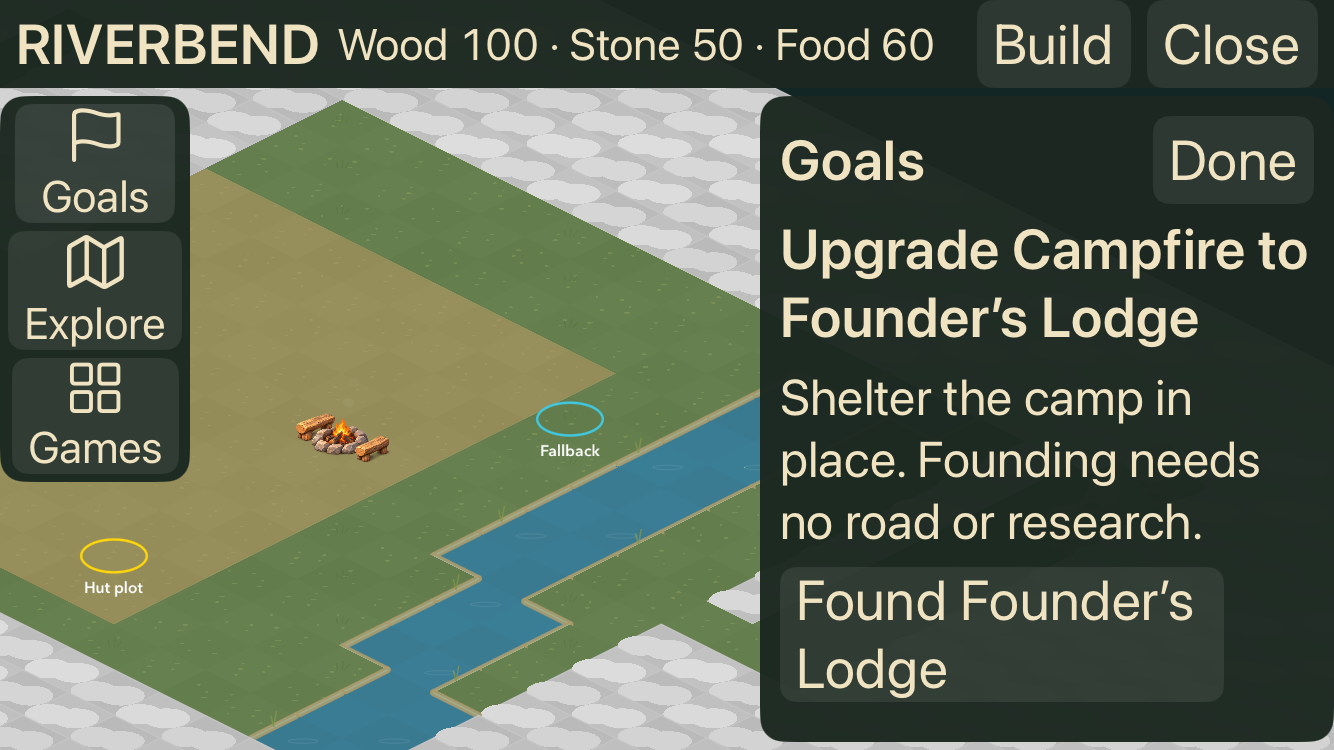 RIVERBEND Wood 100 · Stone 50 · Food 60 Build Close
Goals
Explore
Games
Fallback
Hut plot
Goals Done
Upgrade Campfire to
Founder’s Lodge
Shelter the camp in
place. Founding needs
no road or research.
Found Founder’s
Lodge